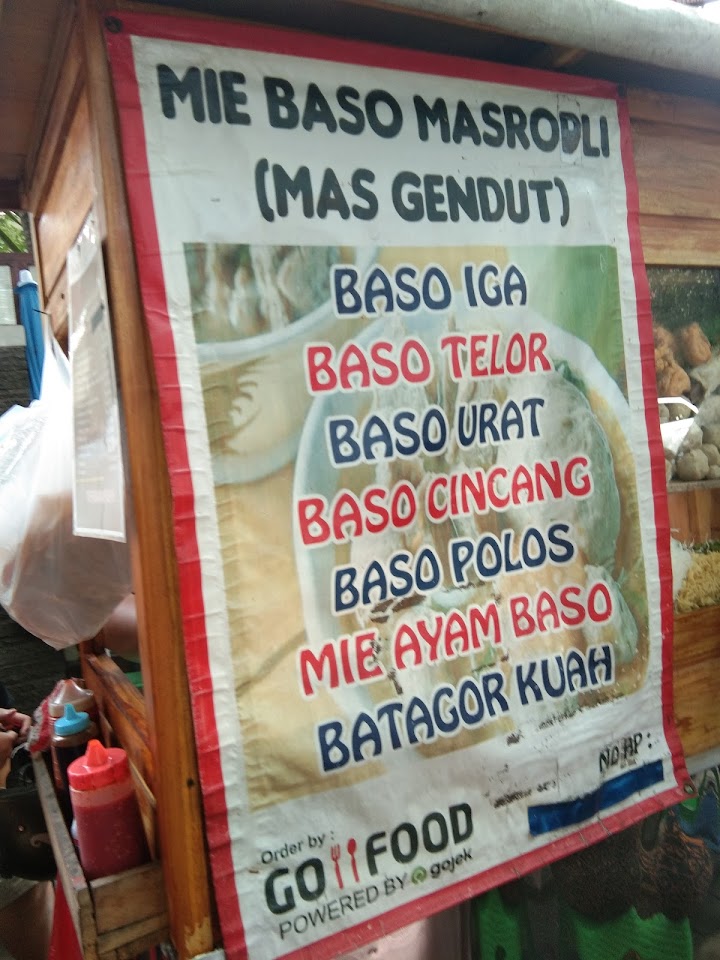 MIE BASO MASRODLI
(MAS GENDUT)
BASO IGA
BASO TELOR
BASO URAT
BASO CINCANG
BASO POLOS
MIE AYAM BASO
BATAGOR KUAH
NO HP :
Order by :
GO FOOD
POWERED BY gojek